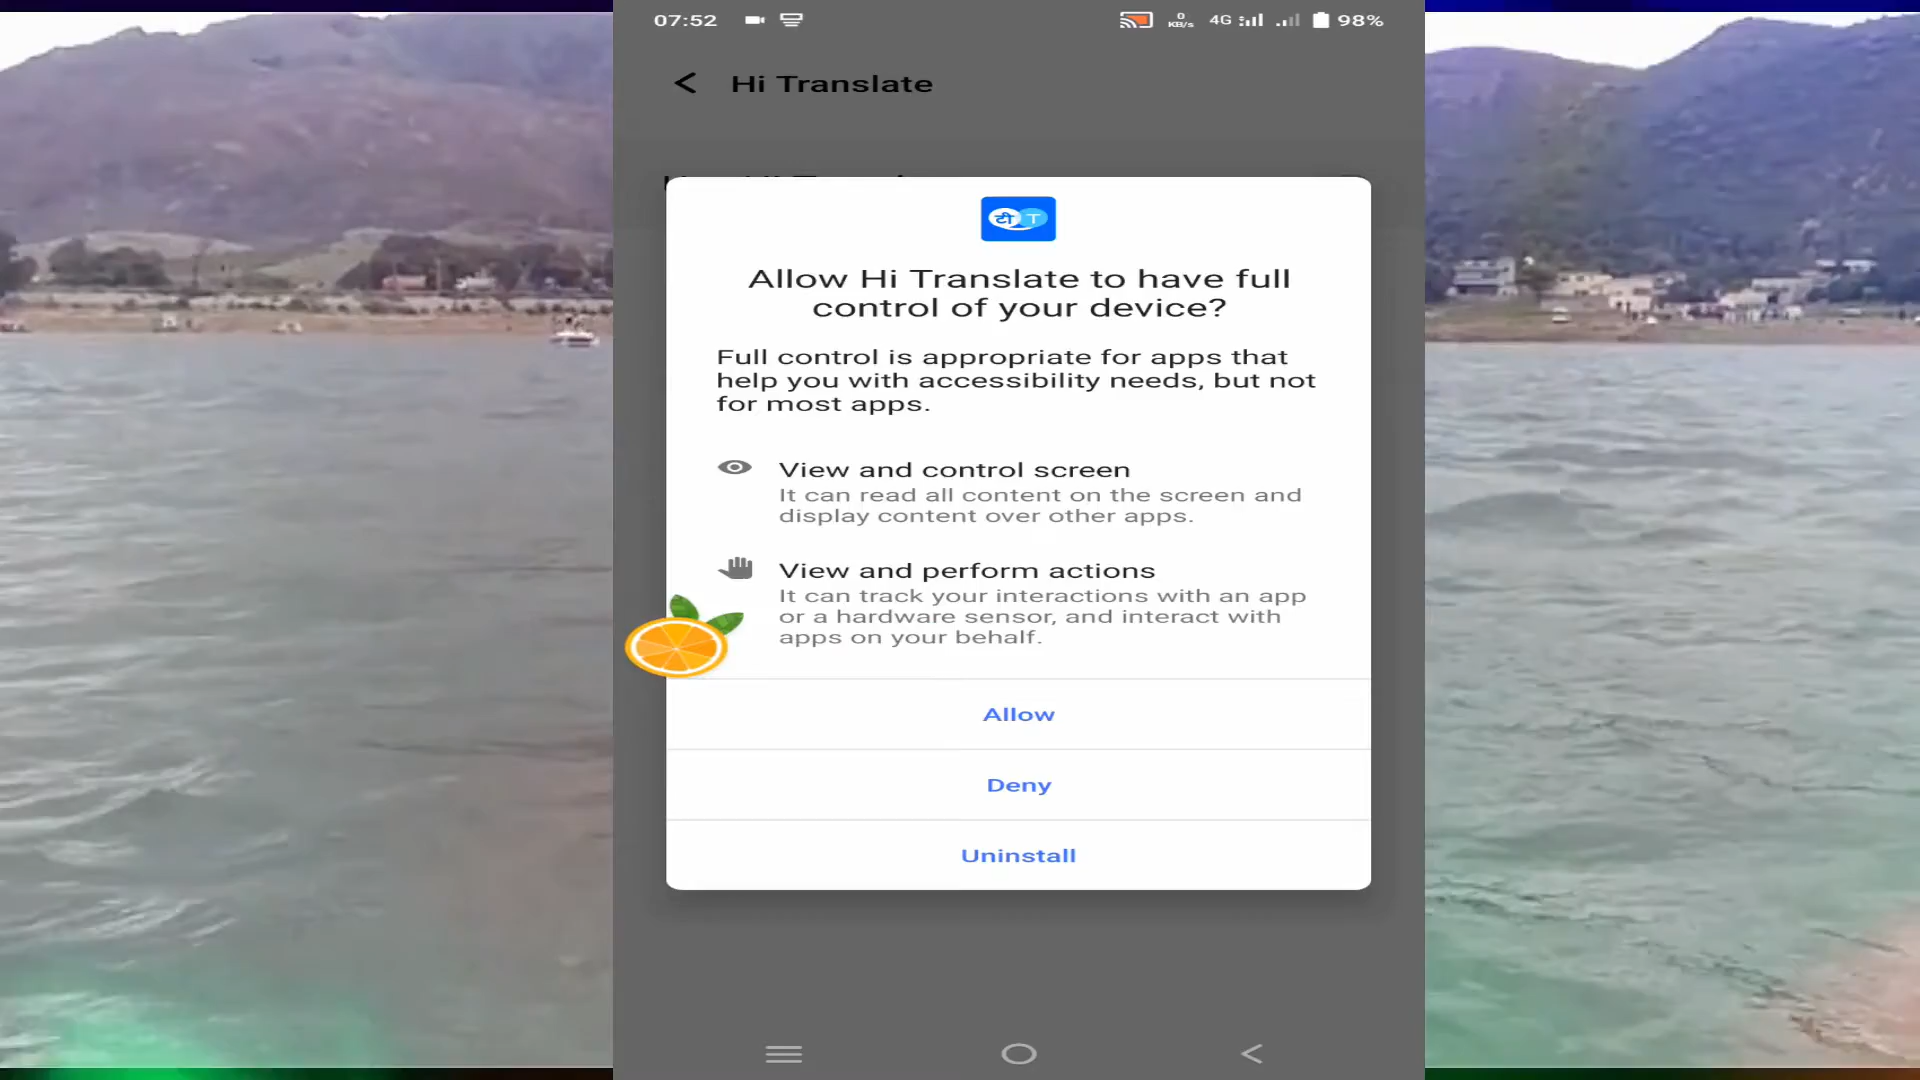 07:52
0
KB/s
4G
98%
Hi Translate
टी T
Allow Hi Translate to have full
control of your device?
Full control is appropriate for apps that
help you with accessibility needs, but not
for most apps.
View and control screen
It can read all content on the screen and
display content over other apps.
View and perform actions
It can track your interactions with an app
or a hardware sensor, and interact with
apps on your behalf.
Allow
Deny
Uninstall